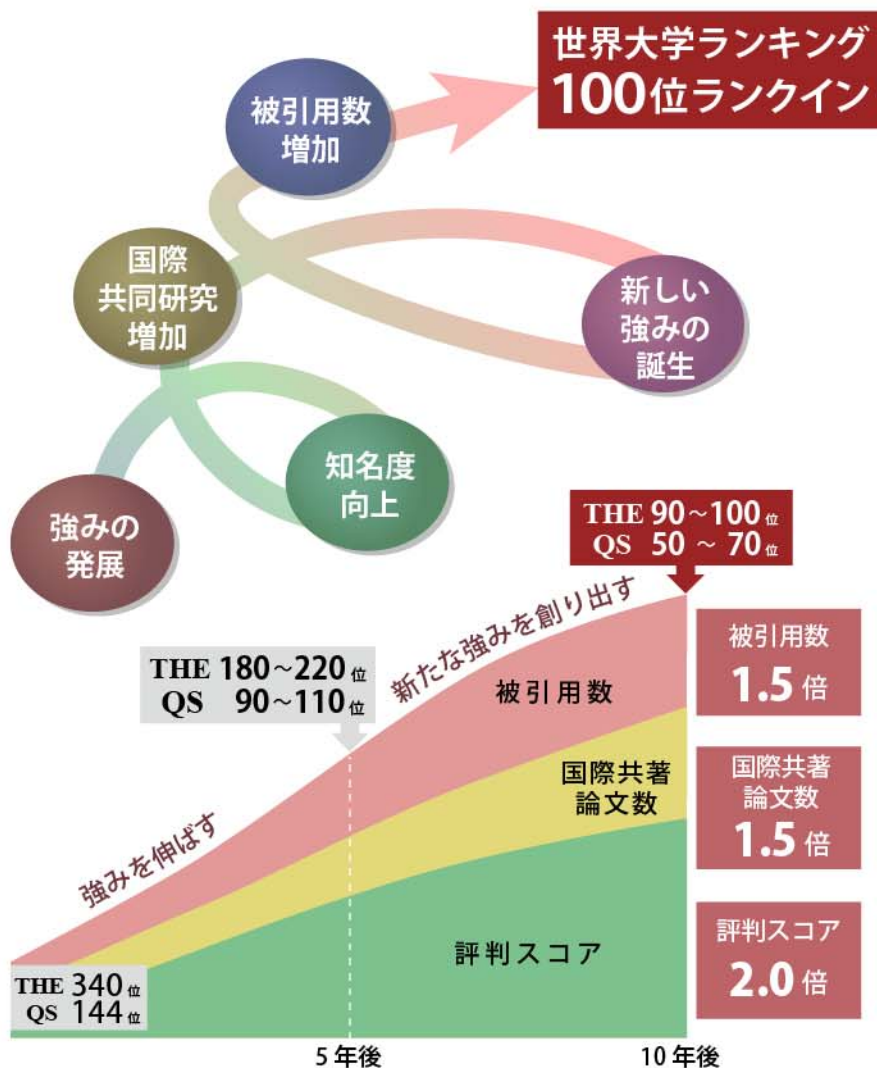 世界大学ランキング
100位ランクイン
被引用数
増加
国際
共同研究
増加
新しい
強みの
誕生
知名度
向上
強みの
発展
THE 90～100位
QS 50 ～ 70位
新たな強みを創り出す
THE 180～220位
QS 90～110位
被引用数
1.5倍
被引用数
国際共著
論文数
国際共著
論文数
1.5倍
強みを伸ばす
評判スコア
評判スコア
2.0倍
THE 340位
QS 144位
5年後
10年後